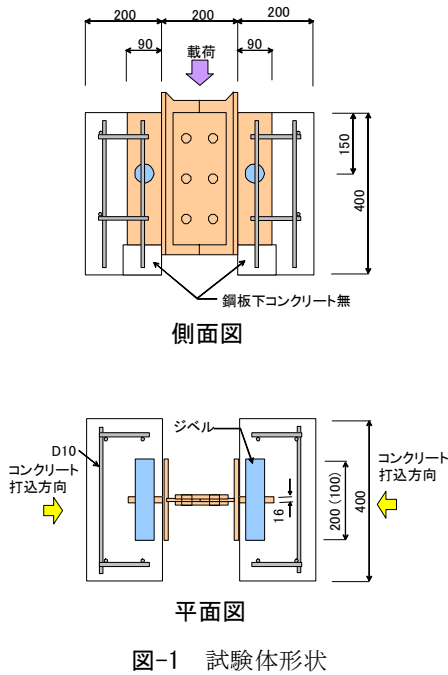 200
200
200
90
載荷
90
150
400
鋼板下コンクリート無
側面図
D10
ジベル
コンクリート
打込方向
コンクリート
打込方向
16
200 (100)
400
平面図
図-1 試験体形状